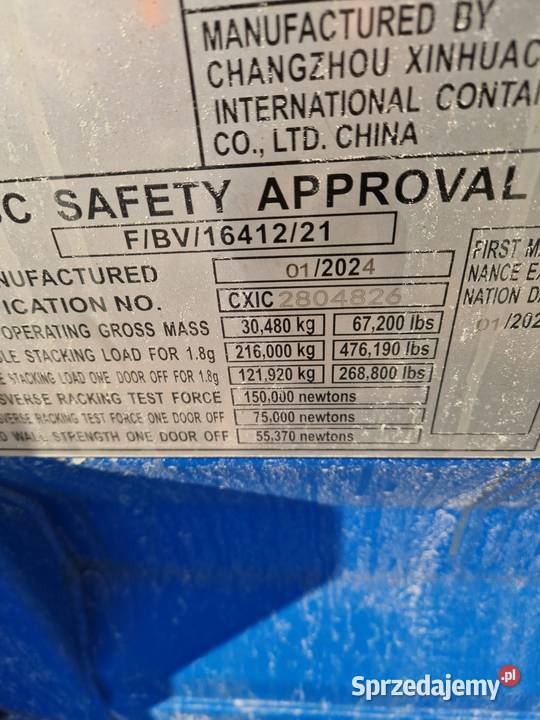 MANUFACTURED BY
CHANGZHOU XINHUAC
INTERNATIONAL CONTAI
CO., LTD. CHINA
SC SAFETY APPROVAL
F/BV/16412/21
NUFACTURED 01/2024
FICATION NO. CXIC 2804826
OPERATING GROSS MASS 30,480 kg 67,200 lbs
LE STACKING LOAD FOR 1.8g 216,000 kg 476,190 lbs
E STACKING LOAD ONE DOOR OFF FOR 1.8g 121,920 kg 268,800 lbs
SVERSE RACKING TEST FORCE 150,000 newtons
VERSE RACKING TEST FORCE ONE DOOR OFF 75,000 newtons
D WALL STRENGTH ONE DOOR OFF 55,370 newtons
FIRST M
NANCE EX
NATION D
01/202
Sprzedajemy.pl